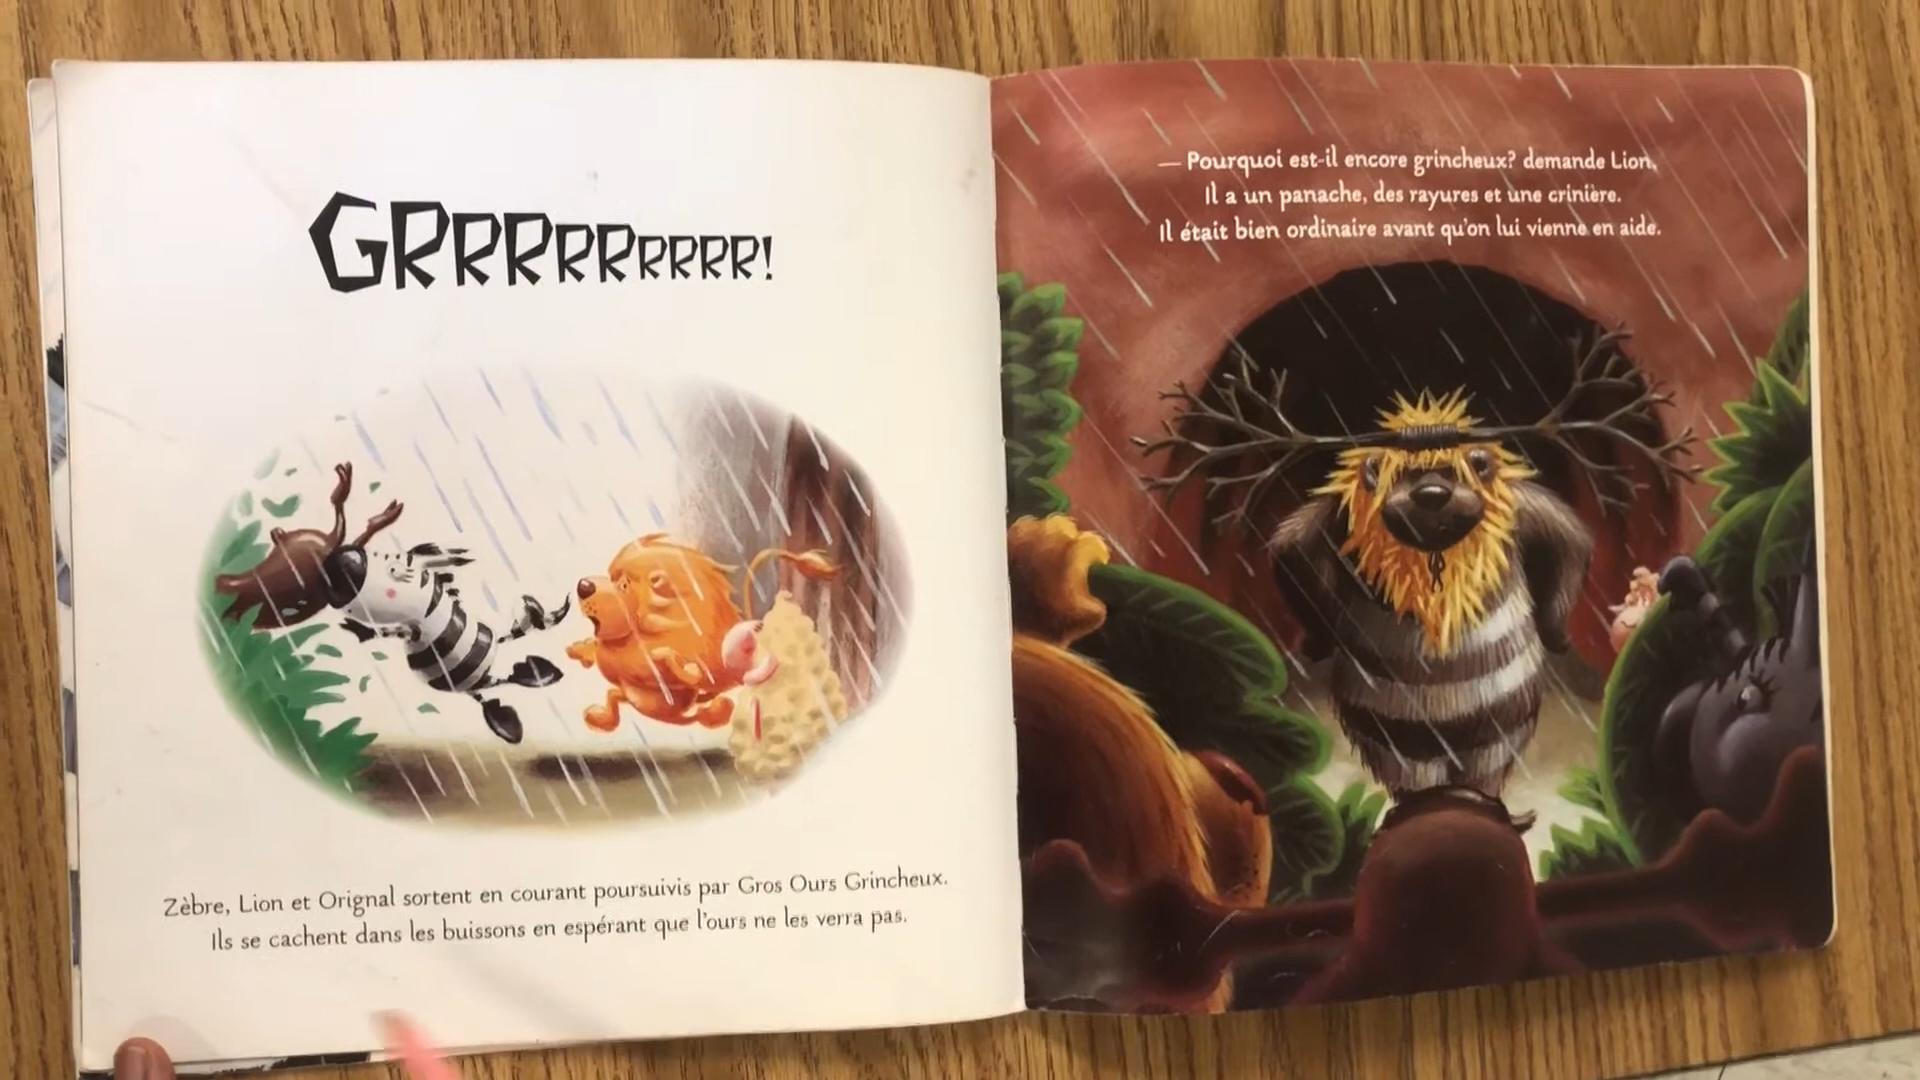 GRRRRRRRRR!
Zèbre, Lion et Orignal sortent en courant poursuivis par Gros Ours Grincheux.
Ils se cachent dans les buissons en espérant que l'ours ne les verra pas.
— Pourquoi est-il encore grincheux? demande Lion.
Il a un panache, des rayures et une crinière.
Il était bien ordinaire avant qu'on lui vienne en aide.